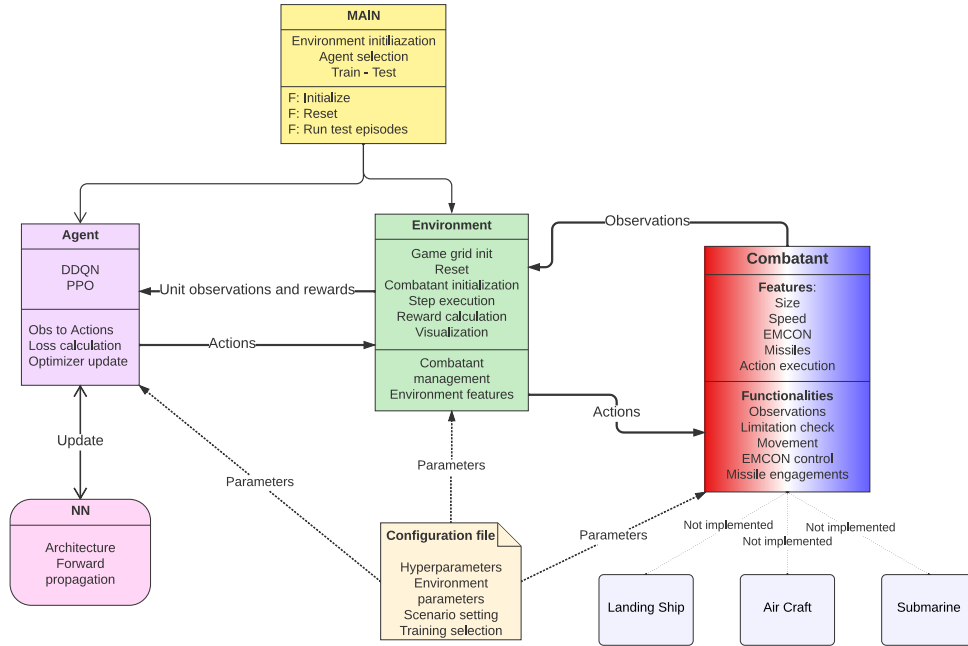 MAIN
Environment initiliazation
Agent selection
Train - Test
F: Initialize
F: Reset
F: Run test episodes
Agent
DDQN
PPO
Obs to Actions
Loss calculation
Optimizer update
Unit observations and rewards
Actions
Environment
Game grid init
Reset
Combatant initialization
Step execution
Reward calculation
Visualization
Combatant
management
Environment features
Observations
Actions
Combatant
Features:
Size
Speed
EMCON
Missiles
Action execution
Functionalities
Observations
Limitation check
Movement
EMCON control
Missile engagements
Update
NN
Architecture
Forward
propagation
Parameters
Parameters
Parameters
Configuration file
Hyperparameters
Environment
parameters
Scenario setting
Training selection
Not implemented
Not implemented
Not implemented
Landing Ship
Air Craft
Submarine